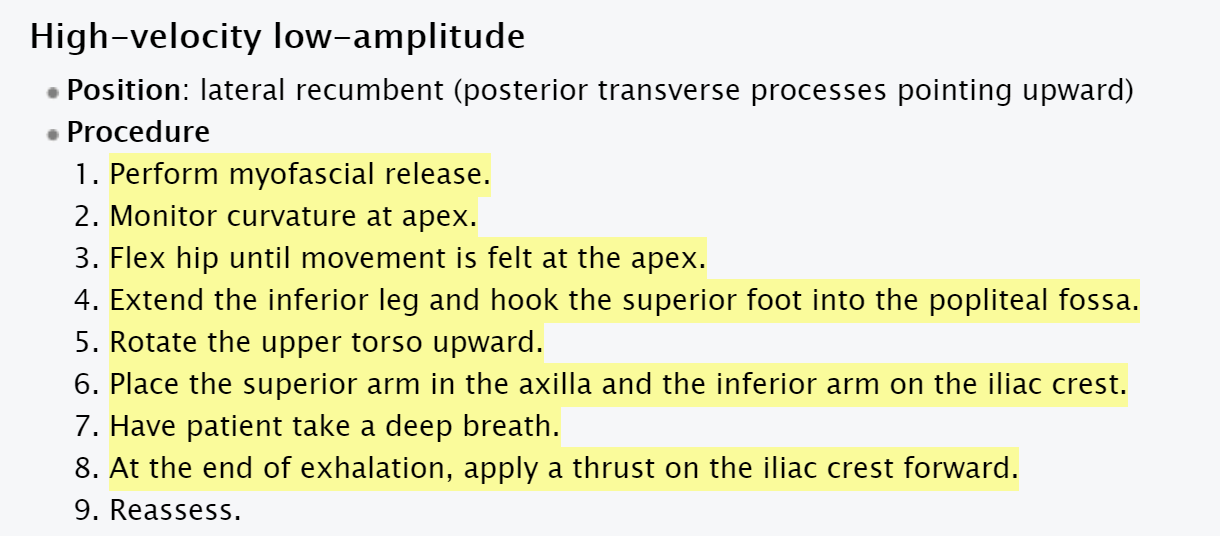 High-velocity low-amplitude
Position: lateral recumbent (posterior transverse processes pointing upward)
Procedure
1. Perform myofascial release.
2. Monitor curvature at apex.
3. Flex hip until movement is felt at the apex.
4. Extend the inferior leg and hook the superior foot into the popliteal fossa.
5. Rotate the upper torso upward.
6. Place the superior arm in the axilla and the inferior arm on the iliac crest.
7. Have patient take a deep breath.
8. At the end of exhalation, apply a thrust on the iliac crest forward.
9. Reassess.